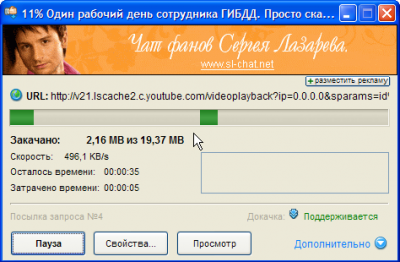 11% Один рабочий день сотрудника ГИБДД. Просто ска...
Чат фанов Сергея Лазарева.
www.sl-chat.net
+ разместить рекламу
URL: http://v21.lscache2.c.youtube.com/videoplayback?ip=0.0.0.0&sparams=id%
Закачано: 2,16 MB из 19,37 MB
Скорость: 496,1 KB/s
Осталось времени: 00:00:35
Затрачено времени: 00:00:05
Посылка запроса №4
Докачка: Поддерживается
Пауза
Свойства...
Просмотр
Дополнительно